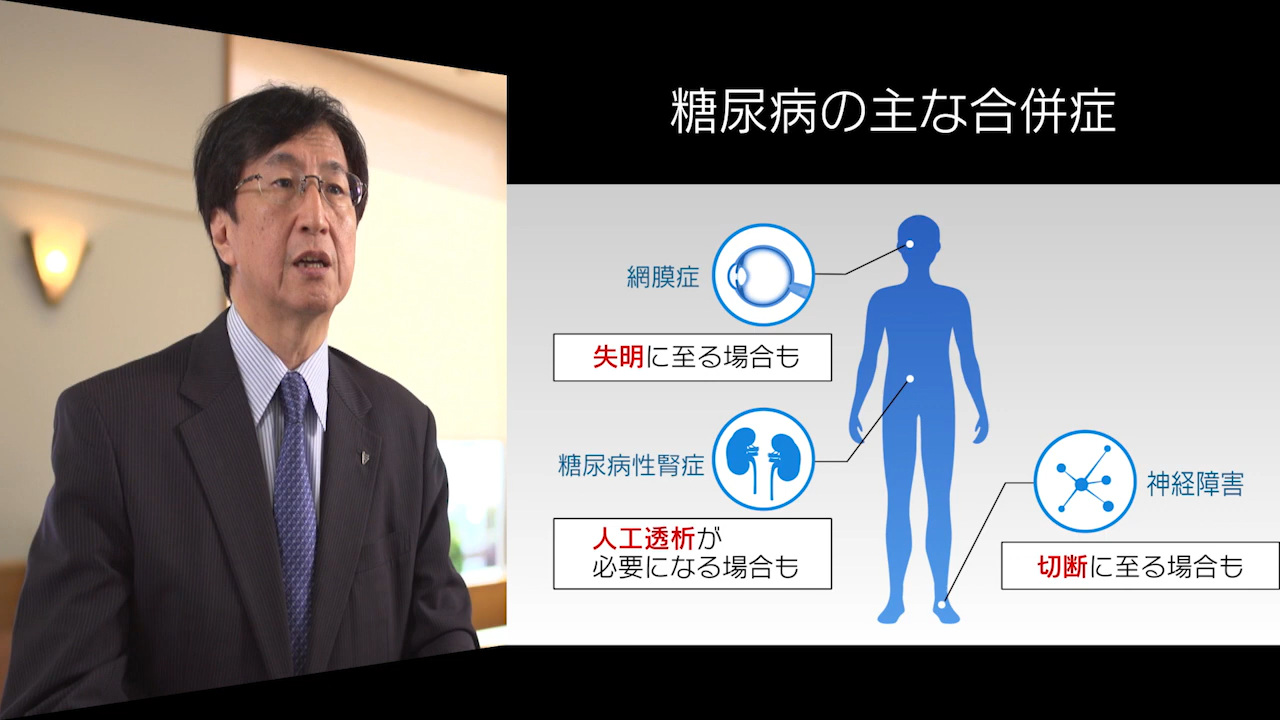 糖尿病の主な合併症
網膜症
失明に至る場合も
糖尿病性腎症
人工透析が
必要になる場合も
神経障害
切断に至る場合も